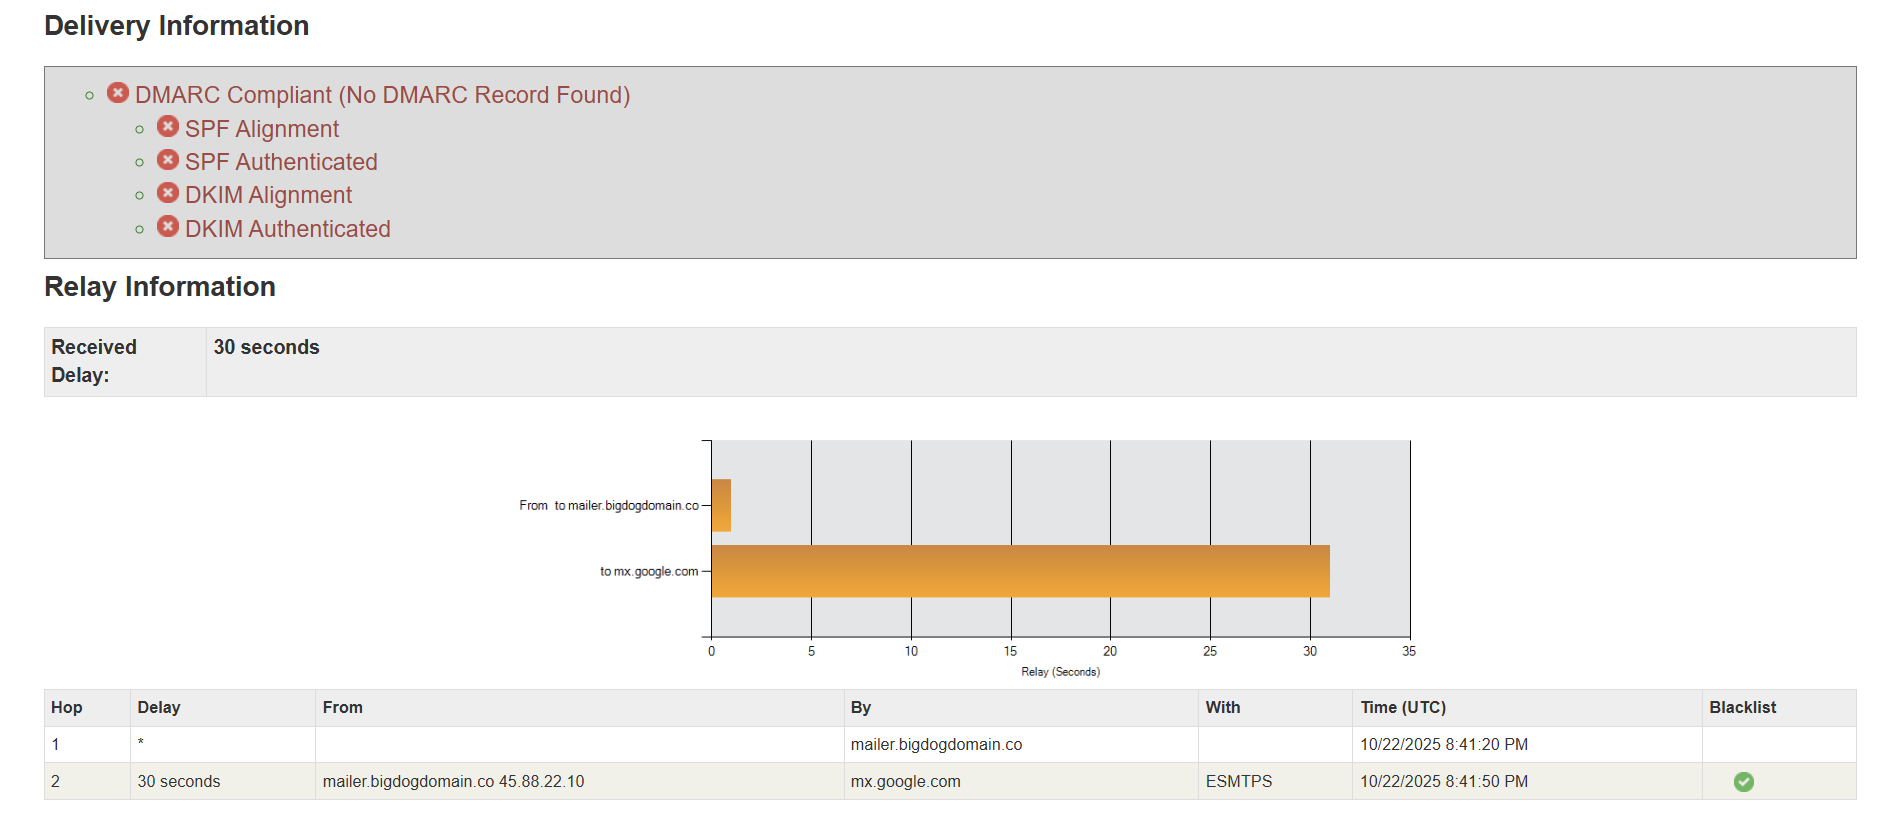 Delivery Information
DMARC Compliant (No DMARC Record Found)
SPF Alignment
SPF Authenticated
DKIM Alignment
DKIM Authenticated
Relay Information
Received Delay: 30 seconds
From  to mailer.bigdogdomain.co
to mx.google.com
0 5 10 15 20 25 30 35
Relay (Seconds)
Hop Delay From By With Time (UTC) Blacklist
1 * mailer.bigdogdomain.co 10/22/2025 8:41:20 PM
2 30 seconds mailer.bigdogdomain.co 45.88.22.10 mx.google.com ESMTPS 10/22/2025 8:41:50 PM